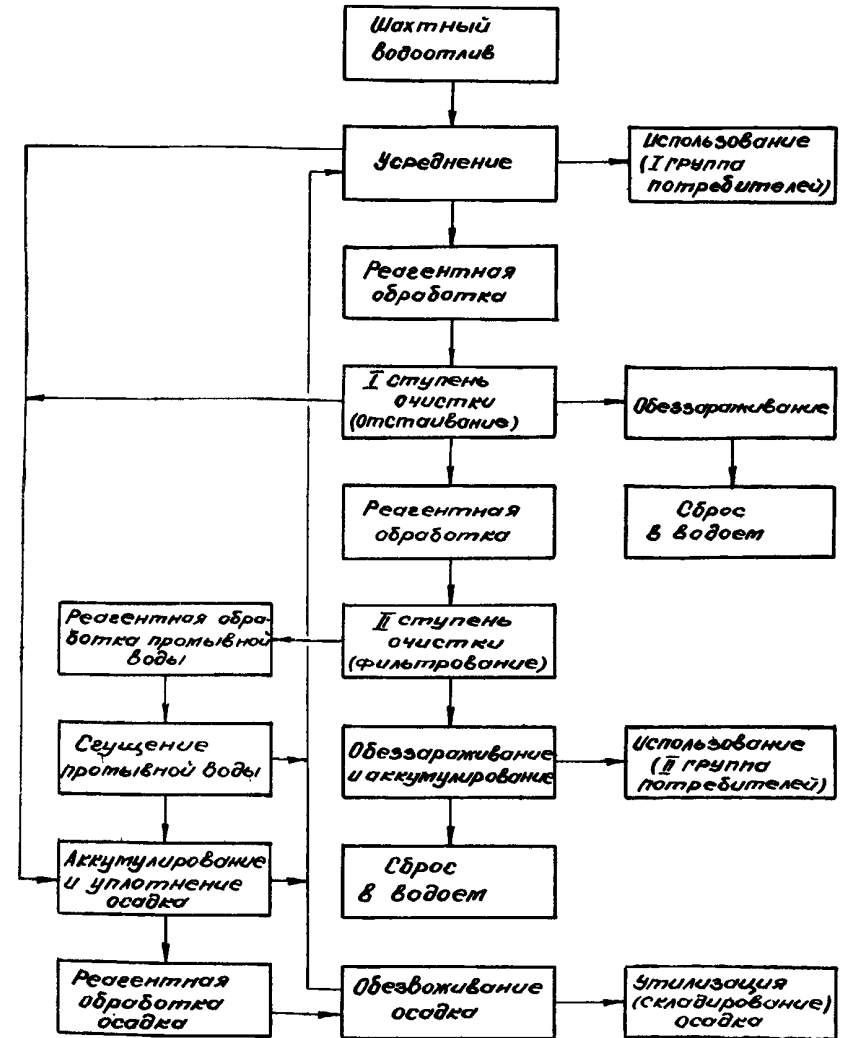 Шахтный
водоотлив
Усреднение
Использование
(I группа
потребителей)
Реагентная
обработка
I ступень
очистки
(отстаивание)
Обеззараживание
Реагентная
обработка
Сброс
в водоем
Реагентная обра-
ботка промывной
воды
II ступень
очистки
(фильтрование)
Сгущение
промывной воды
Обеззараживание
и аккумулирование
Использование
(II группа
потребителей)
Аккумулирование
и уплотнение
осадка
Сброс
в водоем
Реагентная
обработка
осадка
Обезвоживание
осадка
Утилизация
(складирование)
осадка